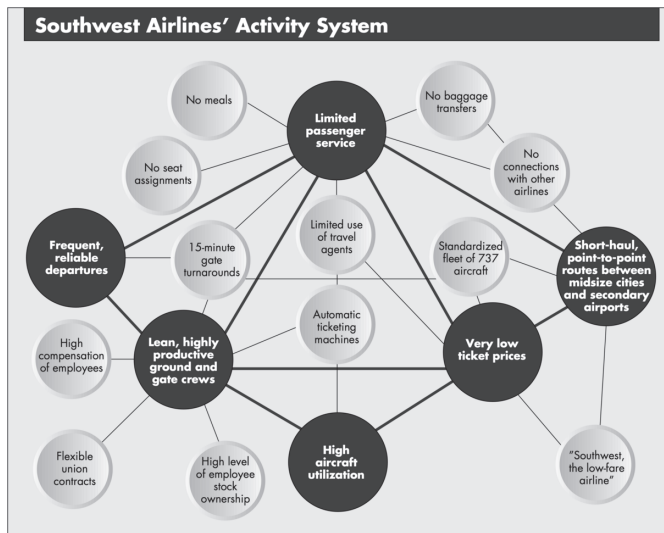 Southwest Airlines' Activity System
No meals
Limited
passenger
service
No baggage
transfers
No seat
assignments
No
connections
with other
airlines
Frequent,
reliable
departures
15-minute
gate
turnarounds
Limited use
of travel
agents
Standardized
fleet of 737
aircraft
Short-haul,
point-to-point
routes between
midsize cities
and secondary
airports
High
compensation
of employees
Lean, highly
productive
ground and
gate crews
Automatic
ticketing
machines
Very low
ticket prices
Flexible
union
contracts
High level
of employee
stock
ownership
High
aircraft
utilization
"Southwest,
the low-fare
airline"